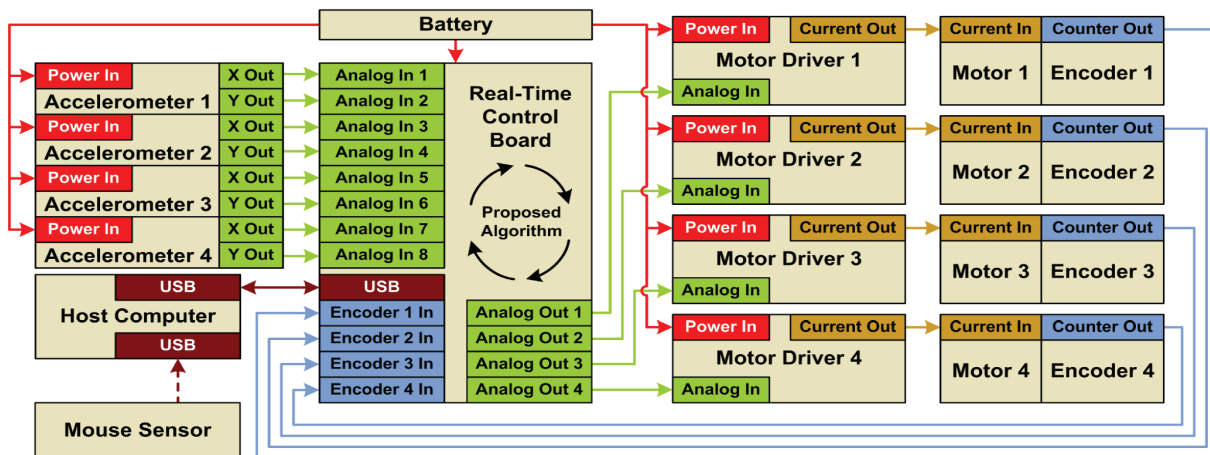 Battery
Power In
X Out
Y Out
Accelerometer 1
Power In
X Out
Y Out
Accelerometer 2
Power In
X Out
Y Out
Accelerometer 3
Power In
X Out
Y Out
Accelerometer 4
USB
Host Computer
USB
Mouse Sensor
Analog In 1
Analog In 2
Analog In 3
Analog In 4
Analog In 5
Analog In 6
Analog In 7
Analog In 8
USB
Encoder 1 In
Encoder 2 In
Encoder 3 In
Encoder 4 In
Real-Time
Control
Board
Proposed
Algorithm
Analog Out 1
Analog Out 2
Analog Out 3
Analog Out 4
Power In
Current Out
Motor Driver 1
Analog In
Current In
Counter Out
Motor 1
Encoder 1
Power In
Current Out
Motor Driver 2
Analog In
Current In
Counter Out
Motor 2
Encoder 2
Power In
Current Out
Motor Driver 3
Analog In
Current In
Counter Out
Motor 3
Encoder 3
Power In
Current Out
Motor Driver 4
Analog In
Current In
Counter Out
Motor 4
Encoder 4